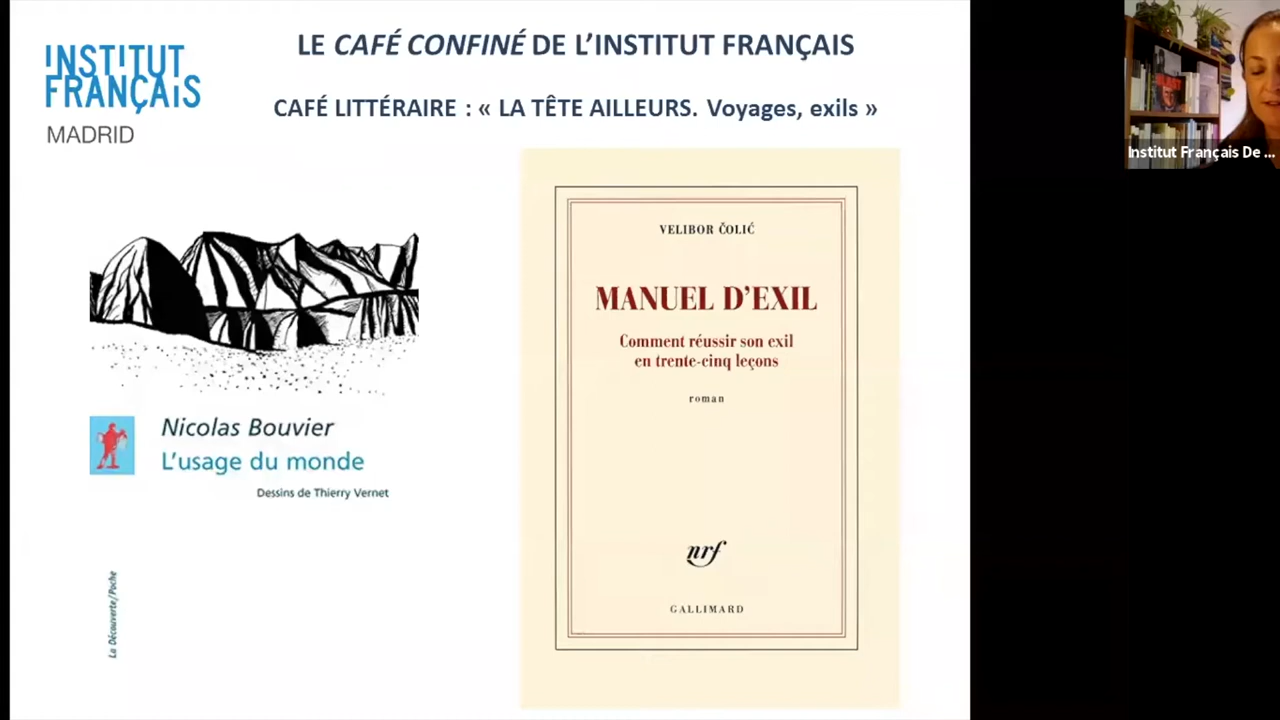 INSTITUT
FRANÇAIS
MADRID
LE CAFÉ CONFINÉ DE L'INSTITUT FRANÇAIS
CAFÉ LITTÉRAIRE : « LA TÊTE AILLEURS. Voyages, exils »
Nicolas Bouvier
L'usage du monde
Dessins de Thierry Vernet
La Découverte/Poche
VELIBOR ČOLIĆ
MANUEL D'EXIL
Comment réussir son exil
en trente-cinq leçons
roman
nrf
GALLIMARD
Institut Français De ...